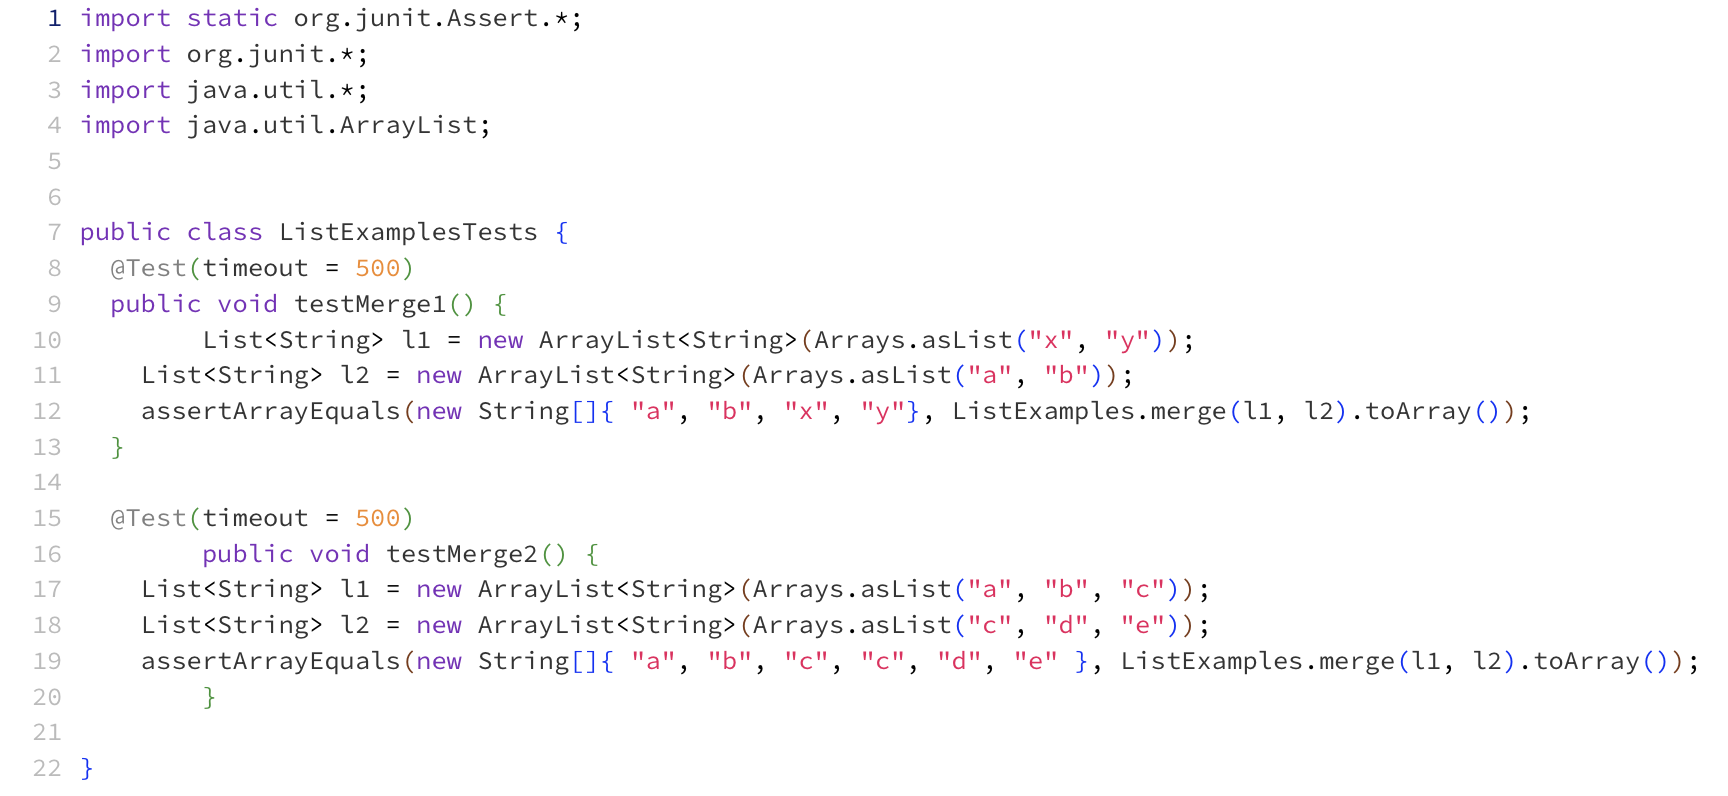 1 import static org.junit.Assert.*;
2 import org.junit.*;
3 import java.util.*;
4 import java.util.ArrayList;
5
6
7 public class ListExamplesTests {
8   @Test(timeout = 500)
9   public void testMerge1() {
10         List<String> l1 = new ArrayList<String>(Arrays.asList("x", "y"));
11     List<String> l2 = new ArrayList<String>(Arrays.asList("a", "b"));
12     assertArrayEquals(new String[]{ "a", "b", "x", "y"}, ListExamples.merge(l1, l2).toArray());
13   }
14
15   @Test(timeout = 500)
16         public void testMerge2() {
17     List<String> l1 = new ArrayList<String>(Arrays.asList("a", "b", "c"));
18     List<String> l2 = new ArrayList<String>(Arrays.asList("c", "d", "e"));
19     assertArrayEquals(new String[]{ "a", "b", "c", "c", "d", "e" }, ListExamples.merge(l1, l2).toArray());
20         }
21
22 }